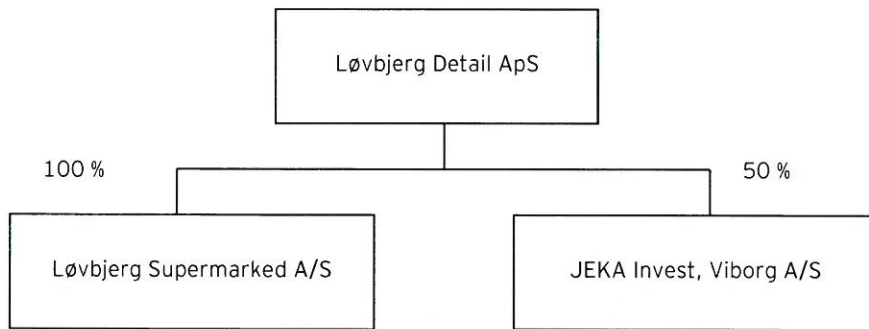 Løvbjerg Detail ApS
100 %
50 %
Løvbjerg Supermarked A/S
JEKA Invest, Viborg A/S